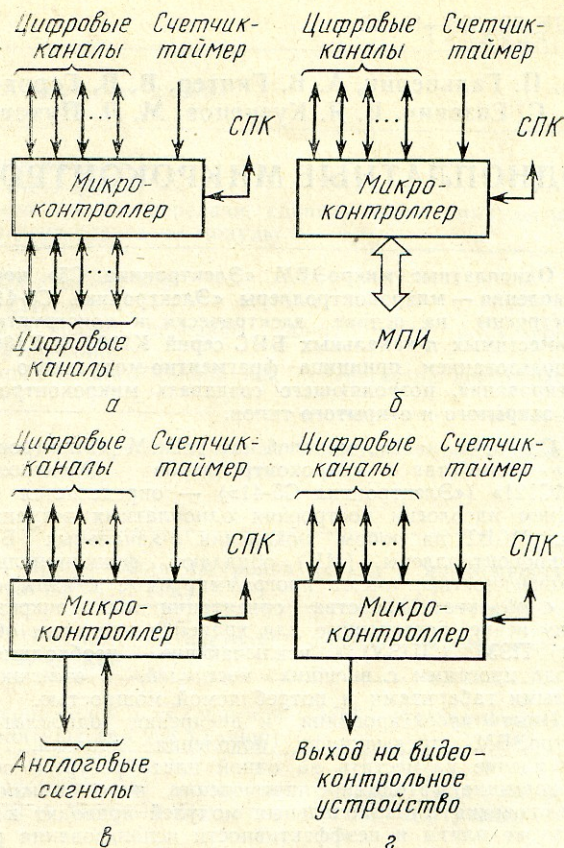 Цифровые каналы
Счетчик-таймер
СПК
Микро-контроллер
Цифровые каналы
а
Цифровые каналы
Счетчик-таймер
СПК
Микро-контроллер
МПИ
б
Цифровые каналы
Счетчик-таймер
СПК
Микро-контроллер
Аналоговые сигналы
в
Цифровые каналы
Счетчик-таймер
СПК
Микро-контроллер
Выход на видео-контрольное устройство
г